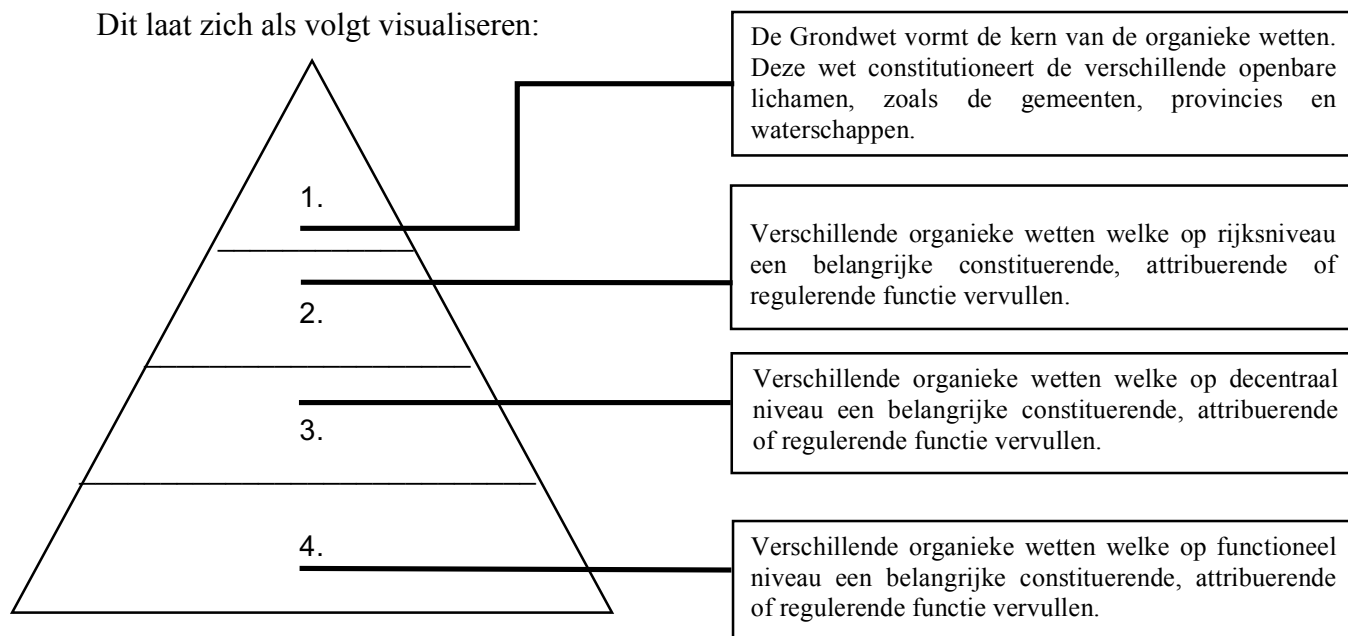 Dit laat zich als volgt visualiseren:
De Grondwet vormt de kern van de organieke wetten.
Deze wet constitutioneert de verschillende openbare
lichamen, zoals de gemeenten, provincies en
waterschappen.
1.
Verschillende organieke wetten welke op rijksniveau
een belangrijke constituerende, attribuerende of
regulerende functie vervullen.
2.
Verschillende organieke wetten welke op decentraal
niveau een belangrijke constituerende, attribuerende
of regulerende functie vervullen.
3.
Verschillende organieke wetten welke op functioneel
niveau een belangrijke constituerende, attribuerende
of regulerende functie vervullen.
4.